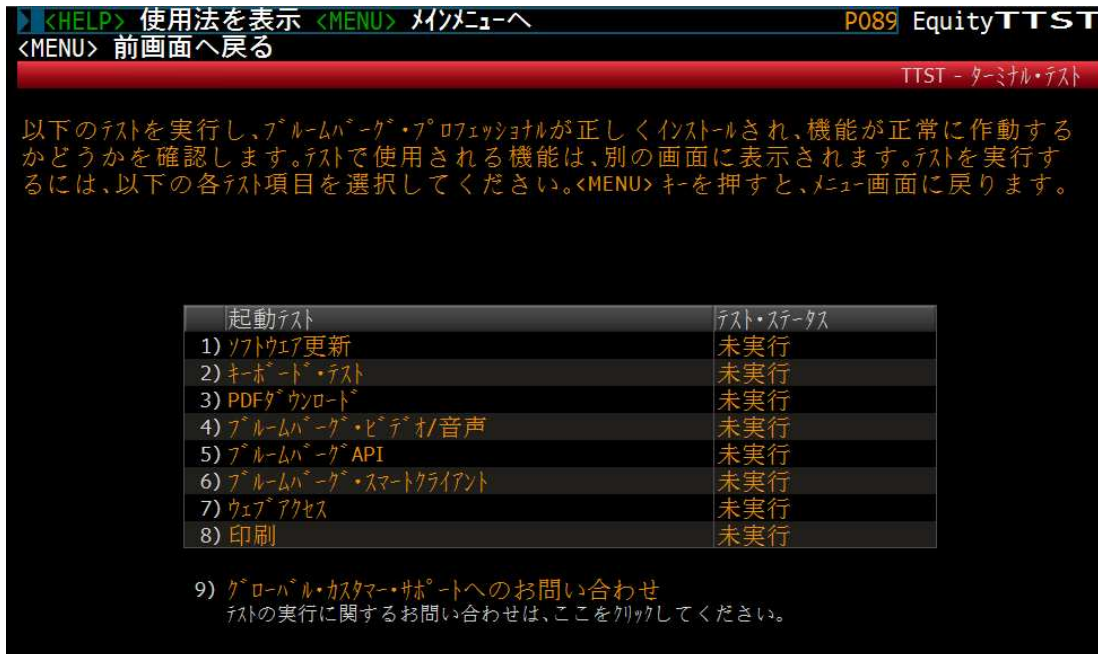 <HELP> 使用法を表示 <MENU> ﾒｲﾝﾒﾆｭｰへ P089 EquityTTST
<MENU> 前画面へ戻る
TTST - ﾀｰﾐﾅﾙ・ﾃｽﾄ
以下のﾃｽﾄを実行し､ﾌﾞﾙｰﾑﾊﾞｰｸﾞ・ﾌﾟﾛﾌｪｯｼｮﾅﾙが正しくｲﾝｽﾄｰﾙされ､機能が正常に作動する
かどうかを確認します｡ﾃｽﾄで使用される機能は､別の画面に表示されます｡ﾃｽﾄを実行す
るには､以下の各ﾃｽﾄ項目を選択してください｡<MENU>ｷｰを押すと､ﾒﾆｭｰ画面に戻ります｡
起動ﾃｽﾄ ﾃｽﾄ・ｽﾃｰﾀｽ
1) ｿﾌﾄｳｪｱ更新 未実行
2) ｷｰﾎﾞｰﾄﾞ・ﾃｽﾄ 未実行
3) PDFﾀﾞｳﾝﾛｰﾄﾞ 未実行
4) ﾌﾞﾙｰﾑﾊﾞｰｸﾞ・ﾋﾞﾃﾞｵ/音声 未実行
5) ﾌﾞﾙｰﾑﾊﾞｰｸﾞAPI 未実行
6) ﾌﾞﾙｰﾑﾊﾞｰｸﾞ・ｽﾏｰﾄｸﾗｲｱﾝﾄ 未実行
7) ｳｪﾌﾞｱｸｾｽ 未実行
8) 印刷 未実行
9) ｸﾞﾛｰﾊﾞﾙ・ｶｽﾀﾏｰ・ｻﾎﾟｰﾄへのお問い合わせ
ﾃｽﾄの実行に関するお問い合わせは､ここをｸﾘｯｸしてください｡